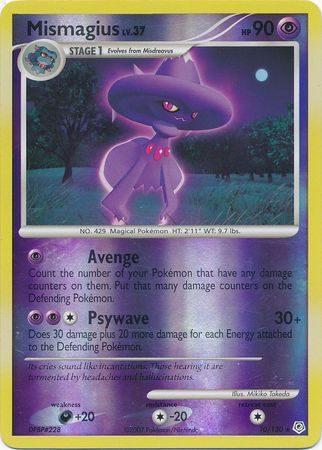 Mismagius LV.37 HP 90
STAGE 1 Evolves from Misdreavus
NO. 429 Magical Pokémon HT: 2'11" WT: 9.7 lbs.
Avenge
Count the number of your Pokémon that have any damage
counters on them. Put that many damage counters on
the Defending Pokémon.
Psywave 30+
Does 30 damage plus 20 more damage for each Energy attached
to the Defending Pokémon.
Its cries sound like incantations. Those hearing it are
tormented by headaches and hallucinations.
Illus. Mikiko Takeda
weakness resistance retreat cost
+20 -20
DPBP#228 ©2007 Pokémon/Nintendo 10/130 ★